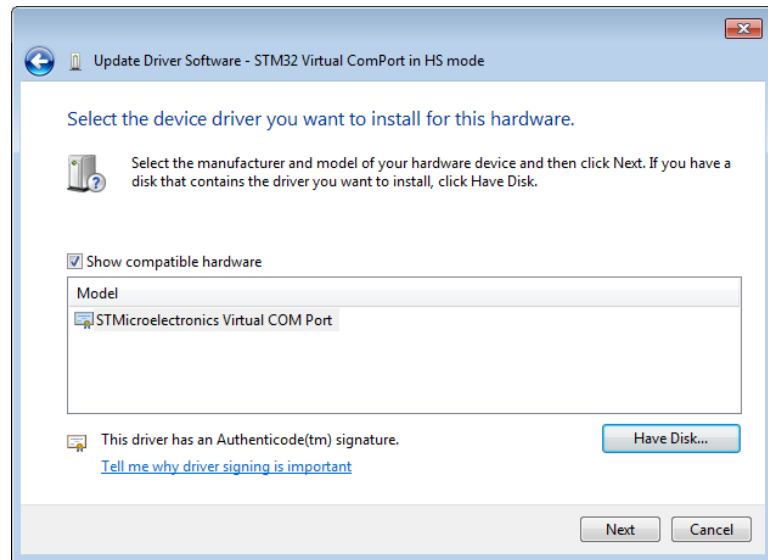 Update Driver Software - STM32 Virtual ComPort in HS mode
Select the device driver you want to install for this hardware.
Select the manufacturer and model of your hardware device and then click Next. If you have a
disk that contains the driver you want to install, click Have Disk.
Show compatible hardware
Model
STMicroelectronics Virtual COM Port
This driver has an Authenticode(tm) signature.
Have Disk...
Tell me why driver signing is important
Next
Cancel